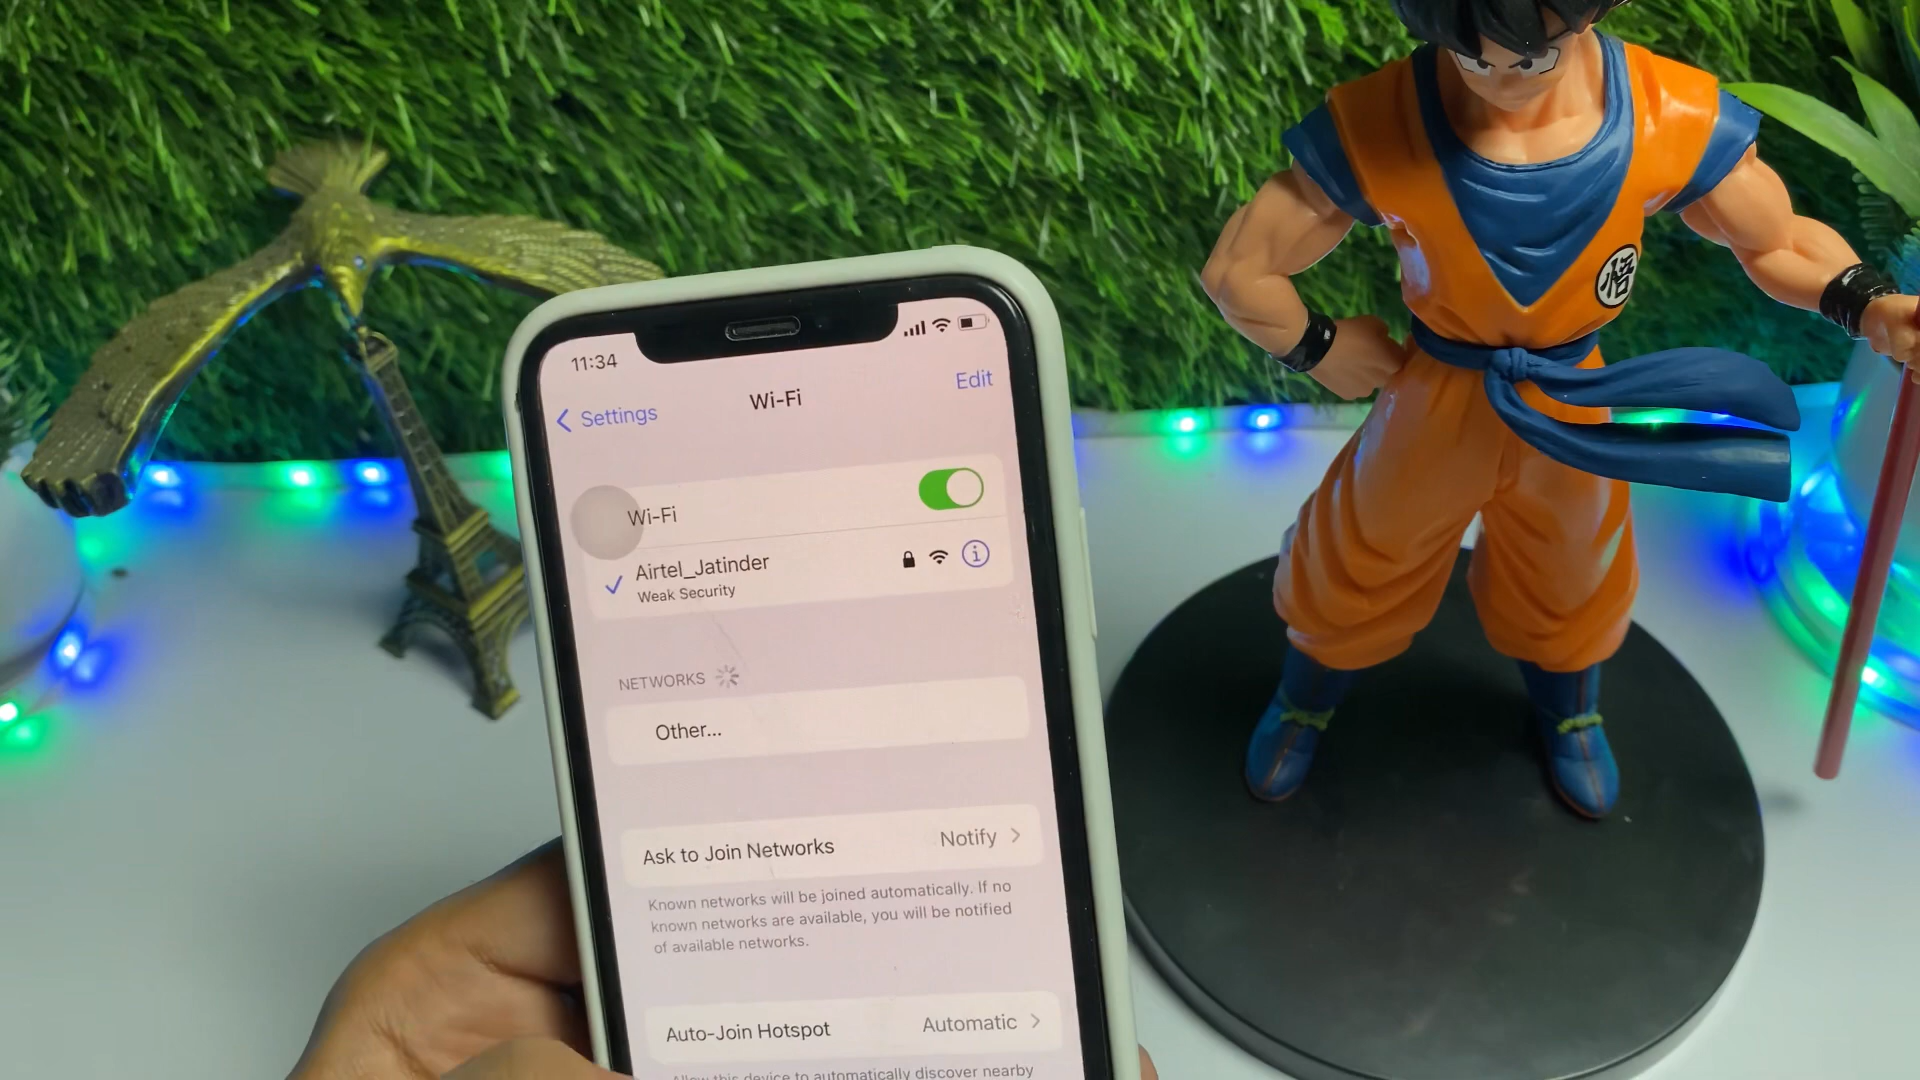 11:34
Settings
Wi-Fi
Edit
Wi-Fi
Airtel_Jatinder
Weak Security
NETWORKS
Other...
Ask to Join Networks
Notify
Known networks will be joined automatically. If no
known networks are available, you will be notified
of available networks.
Auto-Join Hotspot
Automatic
Allow this device to automatically discover nearby
悟